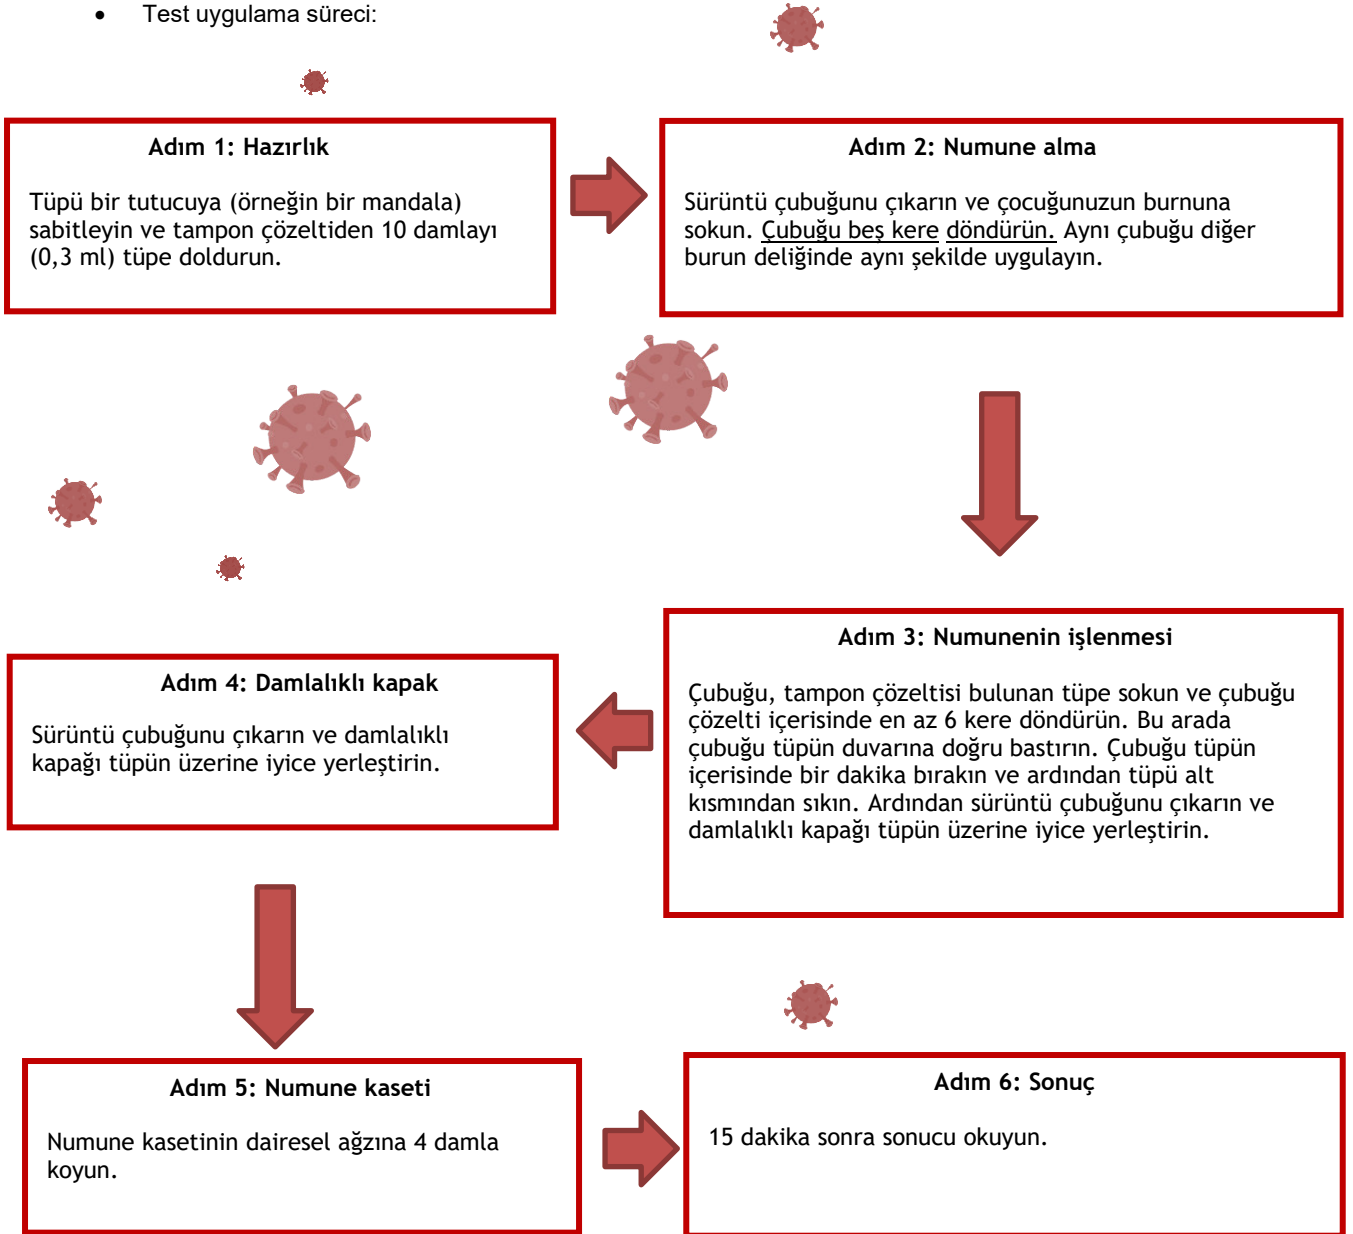 • Test uygulama süreci:
Adım 1: Hazırlık
Tüpü bir tutucuya (örneğin bir mandala)
sabitleyin ve tampon çözeltiden 10 damlayı
(0,3 ml) tüpe doldurun.
Adım 2: Numune alma
Sürüntü çubuğunu çıkarın ve çocuğunuzun burnuna
sokun. Çubuğu beş kere döndürün. Aynı çubuğu diğer
burun deliğinde aynı şekilde uygulayın.
Adım 3: Numunenin işlenmesi
Çubuğu, tampon çözeltisi bulunan tüpe sokun ve çubuğu
çözelti içerisinde en az 6 kere döndürün. Bu arada
çubuğu tüpün duvarına doğru bastırın. Çubuğu tüpün
içerisinde bir dakika bırakın ve ardından tüpü alt
kısmından sıkın. Ardından sürüntü çubuğunu çıkarın ve
damlalıklı kapağı tüpün üzerine iyice yerleştirin.
Adım 4: Damlalıklı kapak
Sürüntü çubuğunu çıkarın ve damlalıklı
kapağı tüpün üzerine iyice yerleştirin.
Adım 5: Numune kaseti
Numune kasetinin dairesel ağzına 4 damla
koyun.
Adım 6: Sonuç
15 dakika sonra sonucu okuyun.